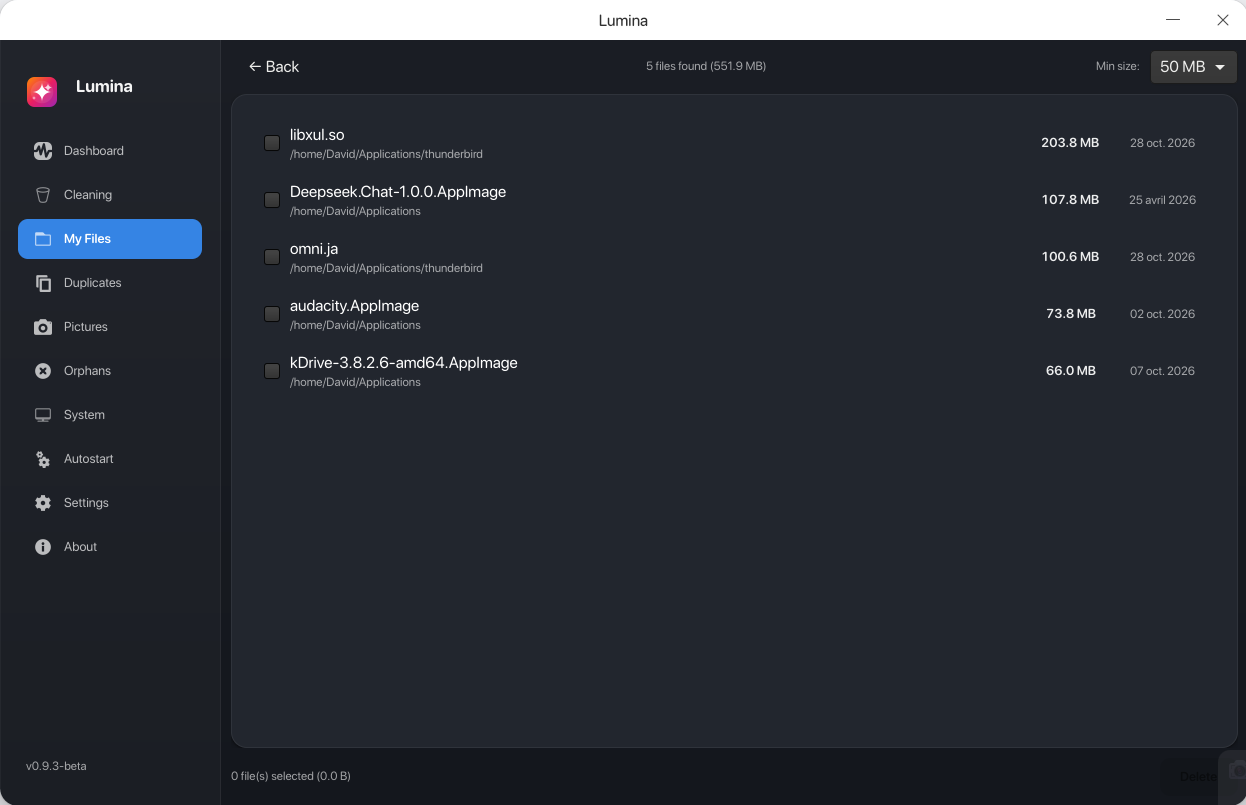 Lumina
Lumina
Dashboard
Cleaning
My Files
Duplicates
Pictures
Orphans
System
Autostart
Settings
About
v0.9.3-beta
← Back
5 files found (551.9 MB)
Min size:
50 MB
libxul.so
/home/David/Applications/thunderbird
203.8 MB
28 oct. 2026
Deepseek.Chat-1.0.0.AppImage
/home/David/Applications
107.8 MB
25 avril 2026
omni.ja
/home/David/Applications/thunderbird
100.6 MB
28 oct. 2026
audacity.AppImage
/home/David/Applications
73.8 MB
02 oct. 2026
kDrive-3.8.2.6-amd64.AppImage
/home/David/Applications
66.0 MB
07 oct. 2026
0 file(s) selected (0.0 B)
Delete